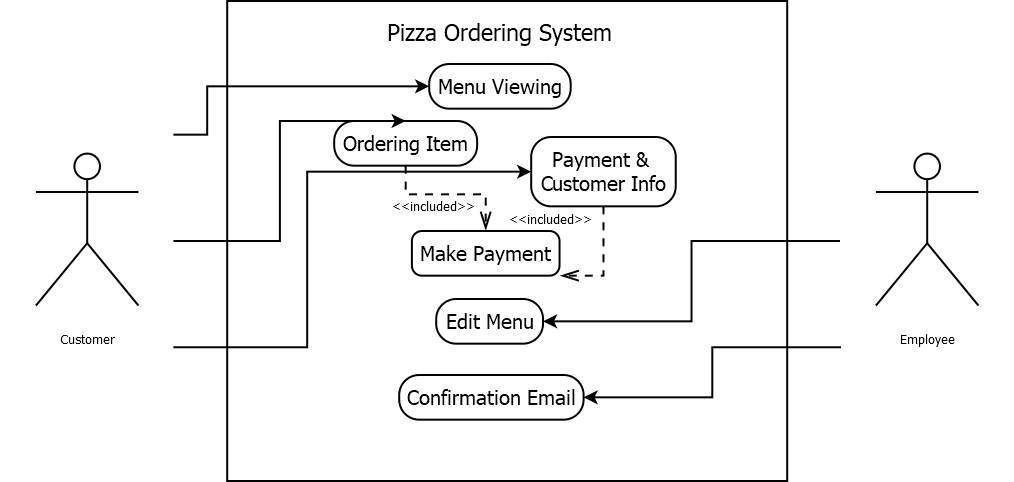 Pizza Ordering System
Menu Viewing
Ordering Item
Payment &
Customer Info
<<included>>
<<included>>
Make Payment
Edit Menu
Customer
Employee
Confirmation Email